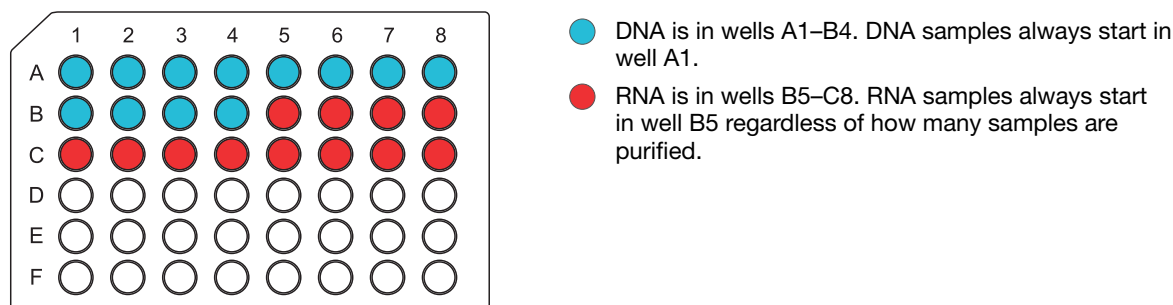 1 2 3 4 5 6 7 8
A
B
C
D
E
F
DNA is in wells A1–B4. DNA samples always start in
well A1.
RNA is in wells B5–C8. RNA samples always start
in well B5 regardless of how many samples are
purified.